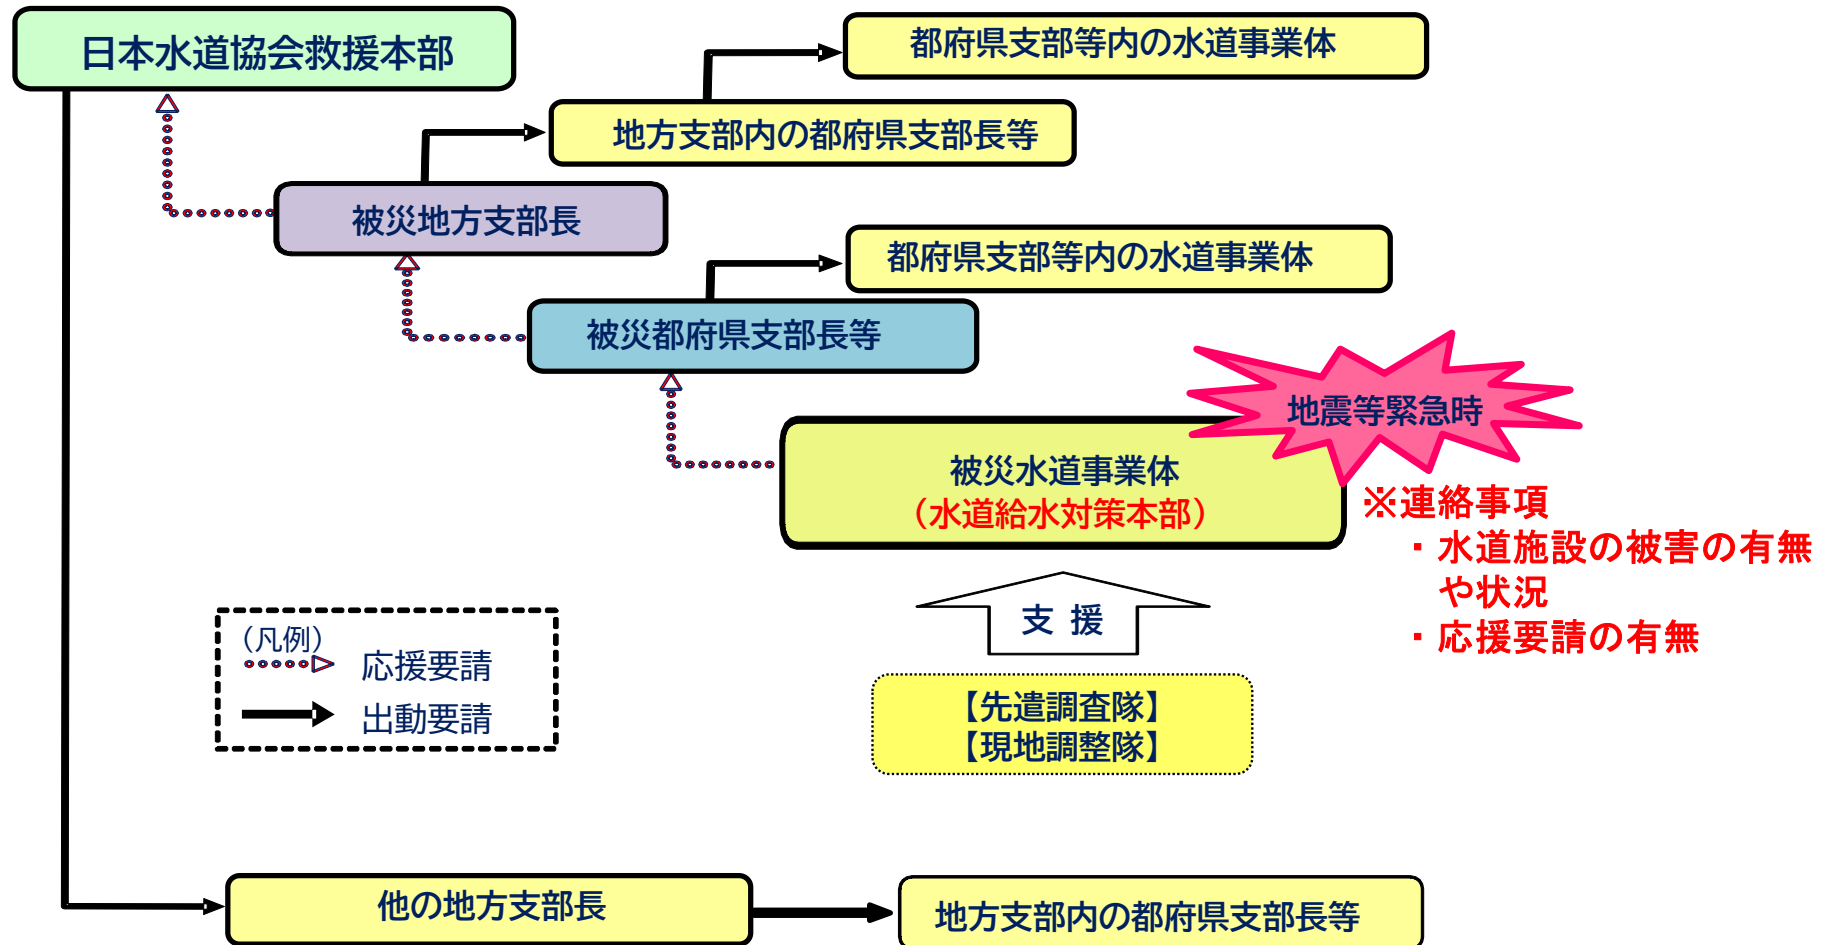 日本水道協会救援本部
都府県支部等内の水道事業体
地方支部内の都府県支部長等
被災地方支部長
都府県支部等内の水道事業体
被災都府県支部長等
地震等緊急時
被災水道事業体
（水道給水対策本部）
※連絡事項
・水道施設の被害の有無
や状況
・応援要請の有無
支 援
（凡例）
応援要請
出動要請
【先遣調査隊】
【現地調整隊】
他の地方支部長
地方支部内の都府県支部長等